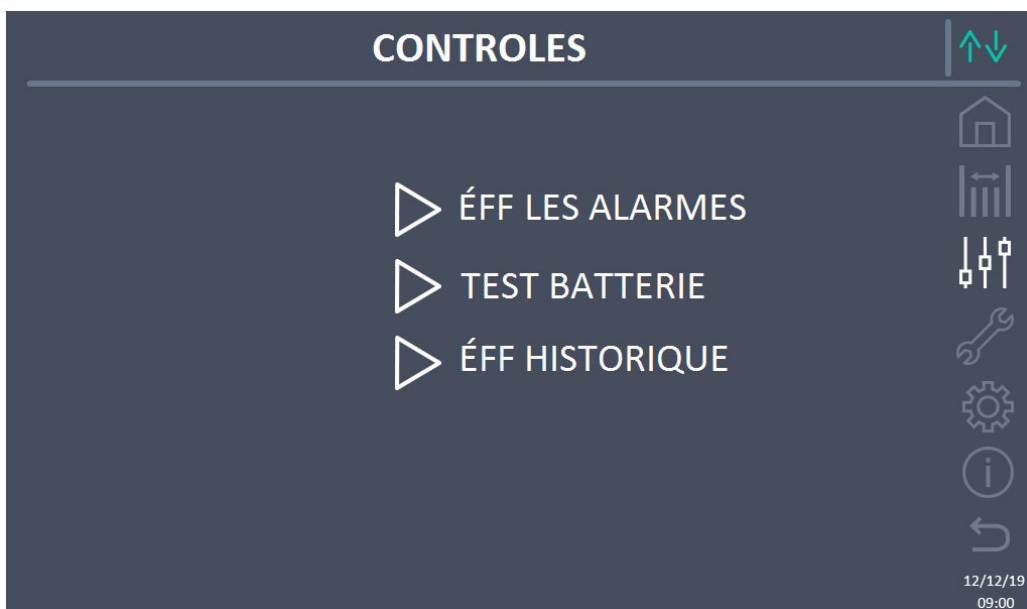 CONTROLES
ÉFF LES ALARMES
TEST BATTERIE
ÉFF HISTORIQUE
12/12/19
09:00